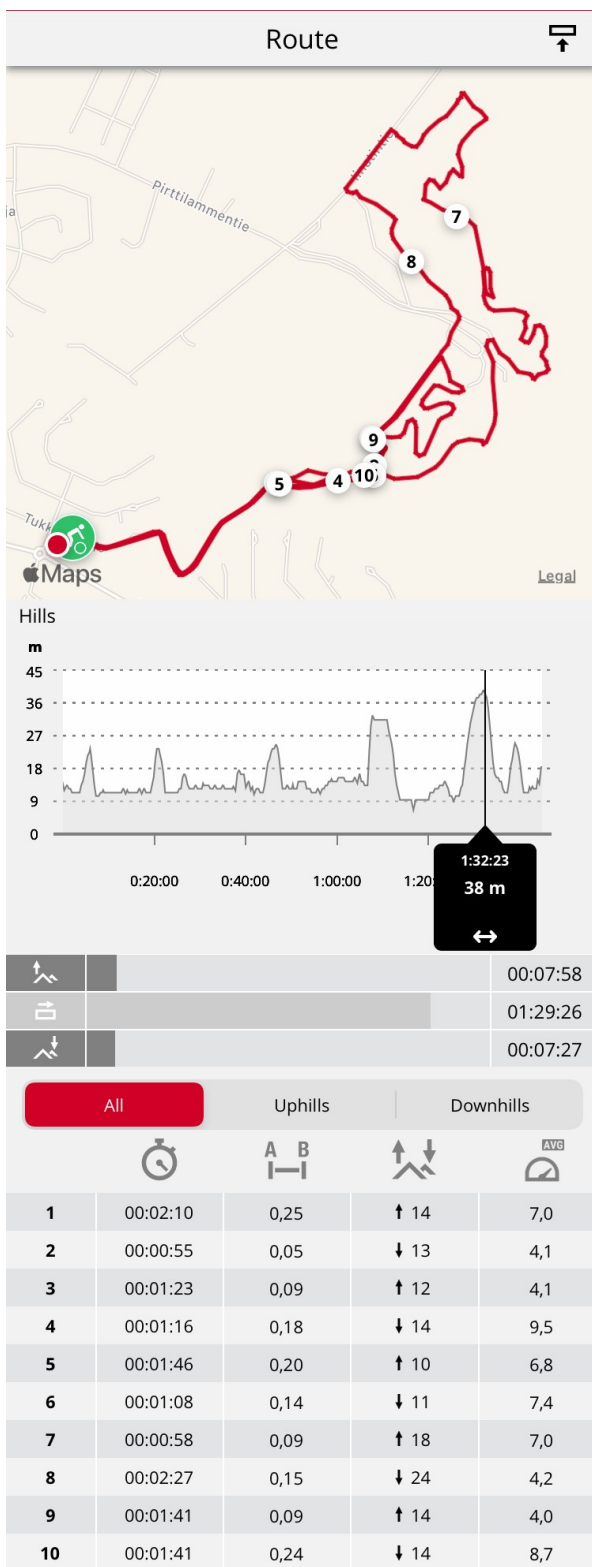 Route
Pirttilammentie
ja
7
8
9
10
4
5
Tukk
Maps
Legal
Hills
m
45
36
27
18
9
0
0:20:00 0:40:00 1:00:00 1:20:
1:32:23
38 m
00:07:58
01:29:26
00:07:27
All Uphills Downhills
A B
AVG
1 00:02:10 0,25 14 7,0
2 00:00:55 0,05 13 4,1
3 00:01:23 0,09 12 4,1
4 00:01:16 0,18 14 9,5
5 00:01:46 0,20 10 6,8
6 00:01:08 0,14 11 7,4
7 00:00:58 0,09 18 7,0
8 00:02:27 0,15 24 4,2
9 00:01:41 0,09 14 4,0
10 00:01:41 0,24 14 8,7